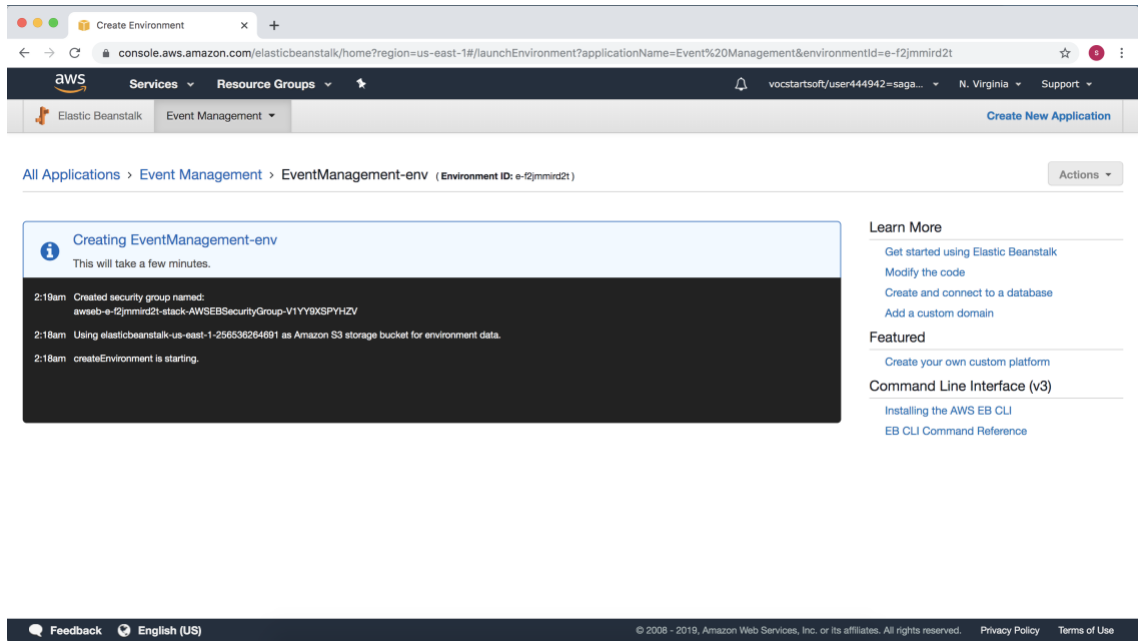 Create Environment
console.aws.amazon.com/elasticbeanstalk/home?region=us-east-1#/launchEnvironment?applicationName=Event%20Management&environmentId=e-f2jmmird2t
s
aws
Services
Resource Groups
vocstartsoft/user444942=saga...
N. Virginia
Support
Elastic Beanstalk
Event Management
Create New Application
All Applications > Event Management > EventManagement-env ( Environment ID: e-f2jmmird2t )
Actions
Creating EventManagement-env
This will take a few minutes.
2:19am Created security group named:
awseb-e-f2jmmird2t-stack-AWSEBSecurityGroup-V1YY9XSPYHZV
2:18am Using elasticbeanstalk-us-east-1-256536264691 as Amazon S3 storage bucket for environment data.
2:18am createEnvironment is starting.
Learn More
Get started using Elastic Beanstalk
Modify the code
Create and connect to a database
Add a custom domain
Featured
Create your own custom platform
Command Line Interface (v3)
Installing the AWS EB CLI
EB CLI Command Reference
Feedback
English (US)
© 2008 - 2019, Amazon Web Services, Inc. or its affiliates. All rights reserved.
Privacy Policy
Terms of Use